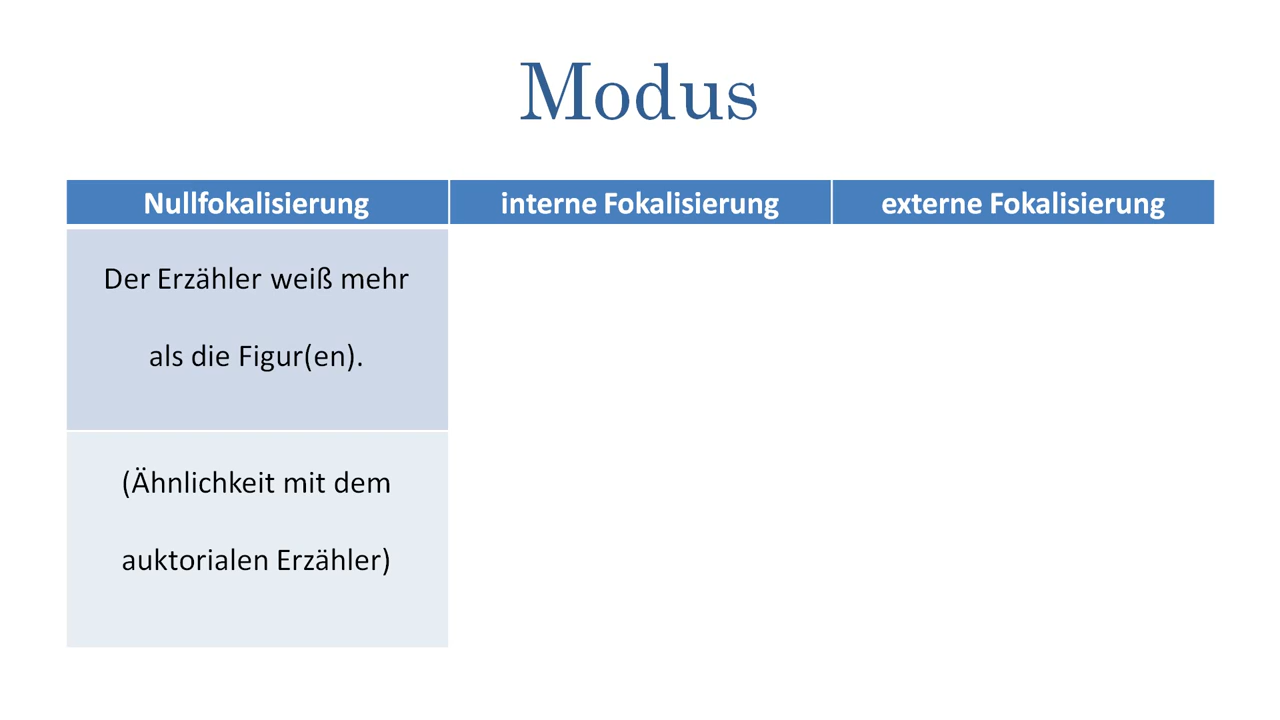 Modus
Nullfokalisierung
interne Fokalisierung
externe Fokalisierung
Der Erzähler weiß mehr
als die Figur(en).
(Ähnlichkeit mit dem
auktorialen Erzähler)